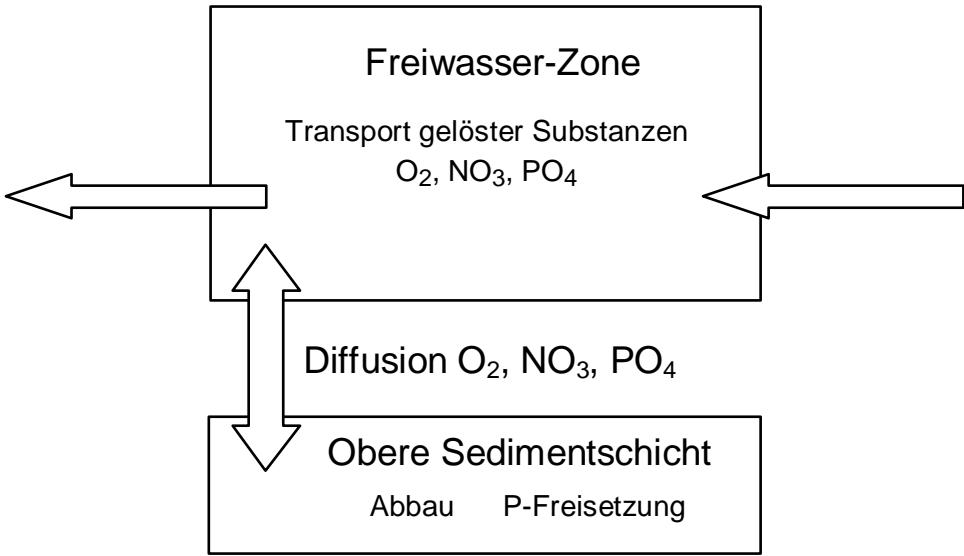 Freiwasser-Zone
Transport gelöster Substanzen
O₂, NO₃, PO₄
Diffusion O₂, NO₃, PO₄
Obere Sedimentschicht
Abbau P-Freisetzung